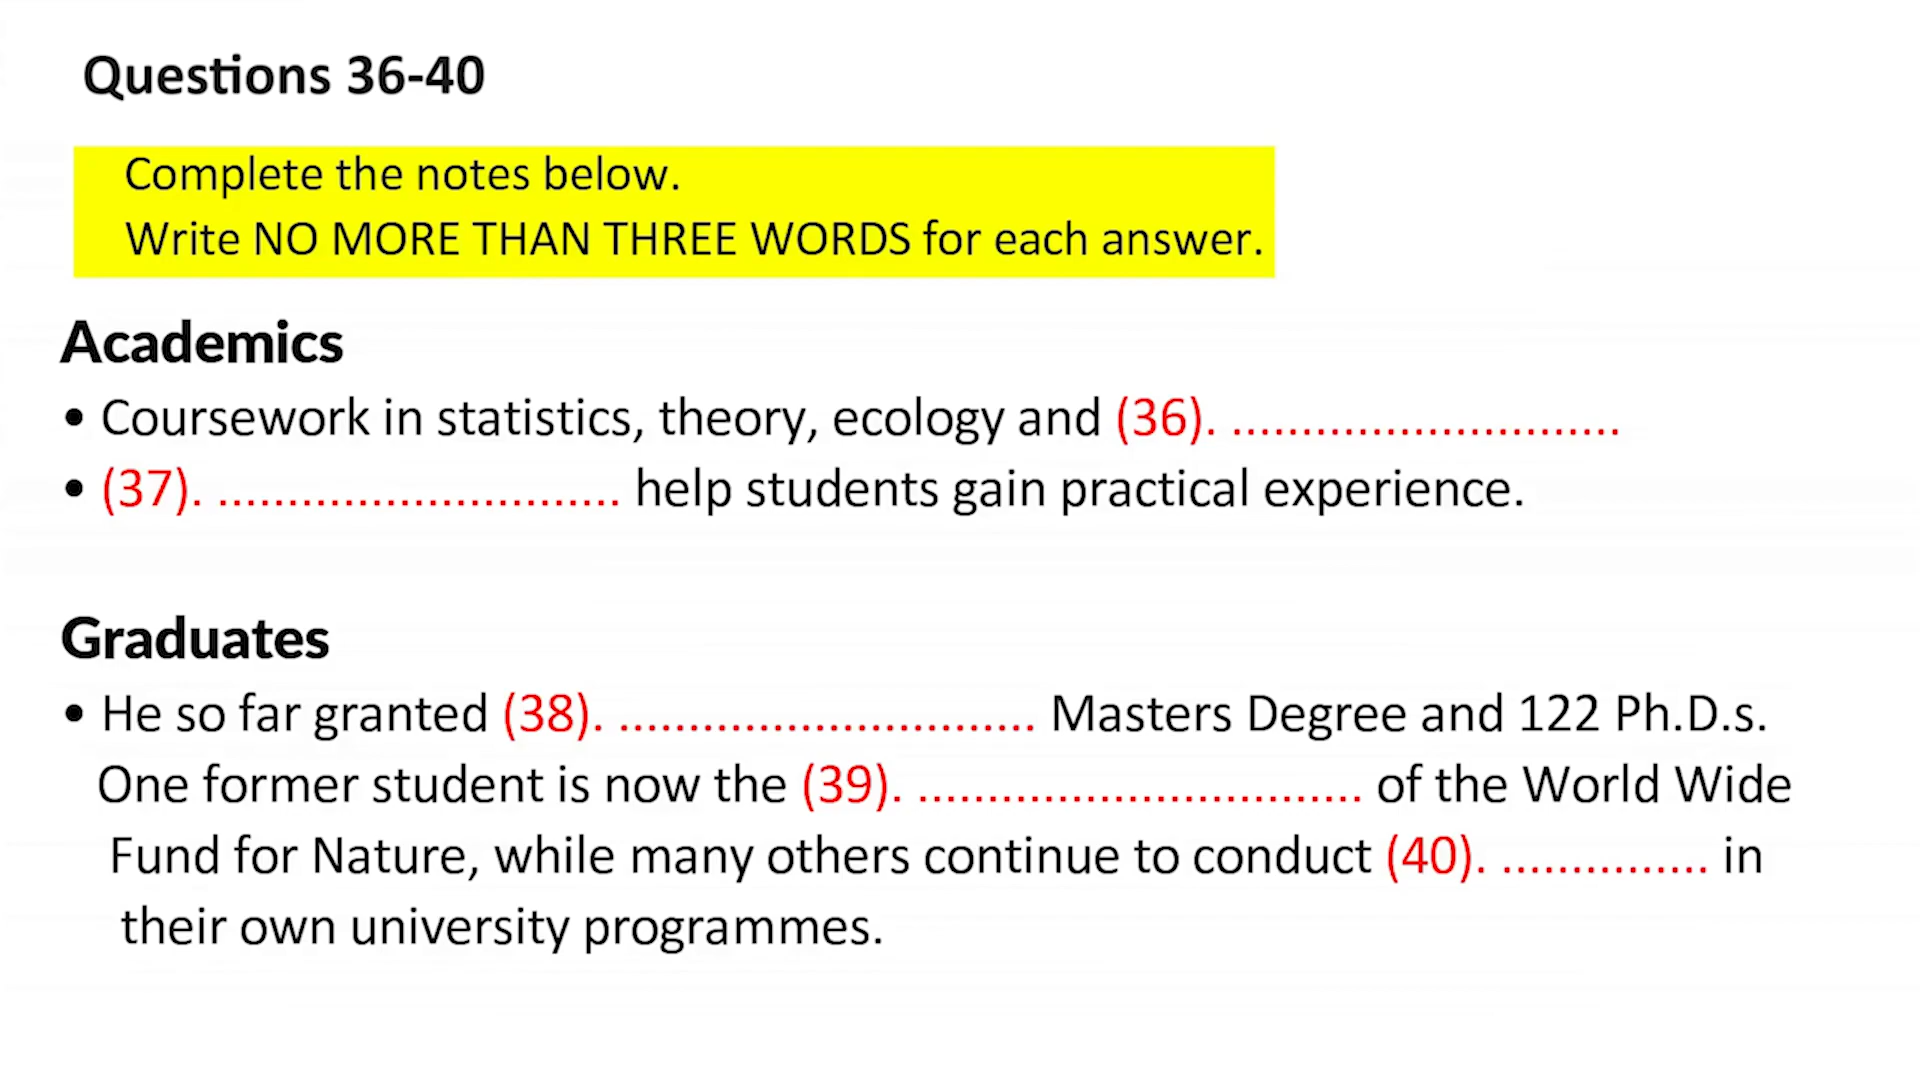 Questions 36-40
Complete the notes below.
Write NO MORE THAN THREE WORDS for each answer.
Academics
• Coursework in statistics, theory, ecology and (36). ............................
• (37). ............................. help students gain practical experience.
Graduates
• He so far granted (38). .............................. Masters Degree and 122 Ph.D.s.
One former student is now the (39). ................................ of the World Wide
Fund for Nature, while many others continue to conduct (40). ............... in
their own university programmes.